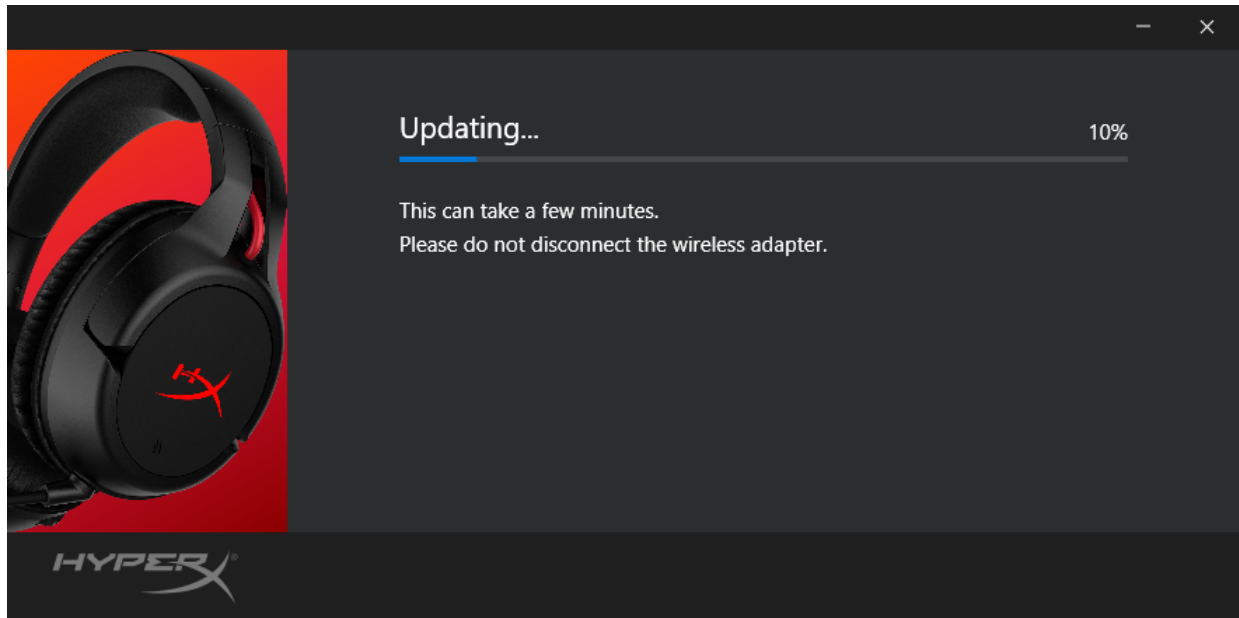 Updating...
10%
This can take a few minutes.
Please do not disconnect the wireless adapter.
HYPERX®